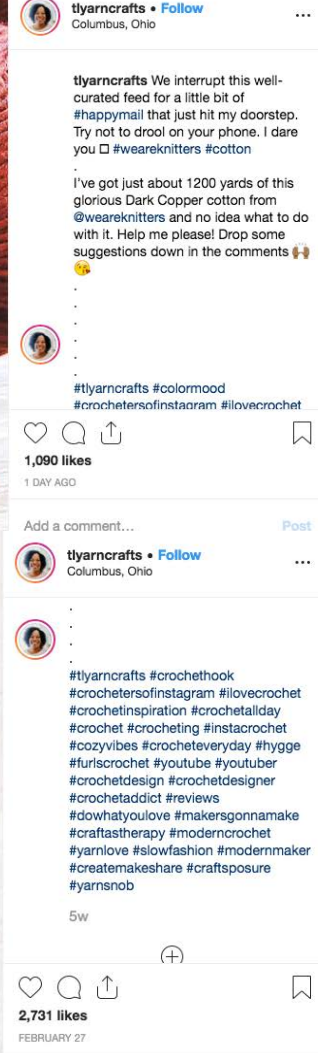 tlyarncrafts • Follow
Columbus, Ohio
...
tlyarncrafts We interrupt this well-
curated feed for a little bit of
#happymail that just hit my doorstep.
Try not to drool on your phone. I dare
you □ #weareknitters #cotton
.
I've got just about 1200 yards of this
glorious Dark Copper cotton from
@weareknitters and no idea what to do
with it. Help me please! Drop some
suggestions down in the comments 🙌🏾
😘
.
.
.
.
.
#tlyarncrafts #colormood
#crochetersofinstagram #ilovecrochet
1,090 likes
1 DAY AGO
Add a comment...
Post
tlyarncrafts • Follow
Columbus, Ohio
...
.
.
.
.
#tlyarncrafts #crochethook
#crochetersofinstagram #ilovecrochet
#crochetinspiration #crochetallday
#crochet #crocheting #instacrochet
#cozyvibes #crocheteveryday #hygge
#furlscrochet #youtube #youtuber
#crochetdesign #crochetdesigner
#crochetaddict #reviews
#dowhatyoulove #makersgonnamake
#craftastherapy #moderncrochet
#yarnlove #slowfashion #modernmaker
#createmakeshare #craftsposure
#yarnsnob
5w
2,731 likes
FEBRUARY 27